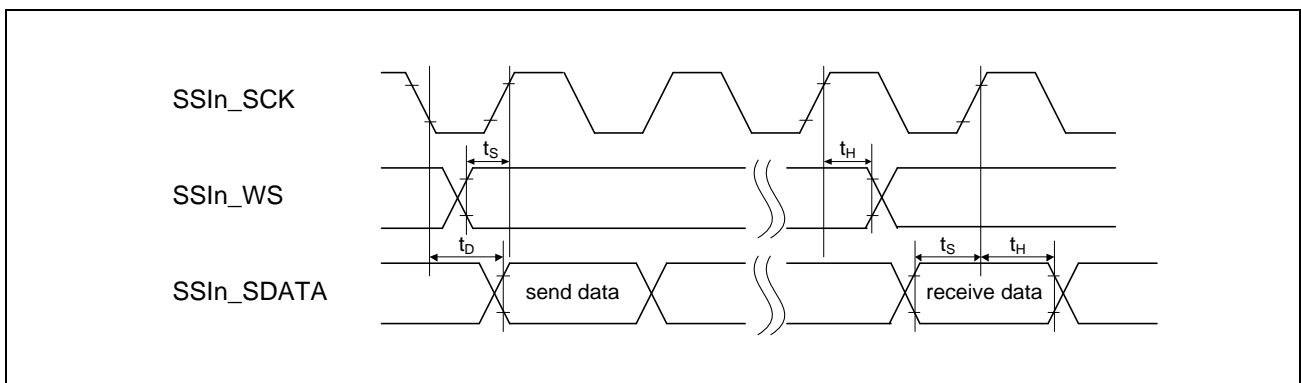 SSIn_SCK
tS
tH
SSIn_WS
tD
tS
tH
SSIn_SDATA
send data
receive data